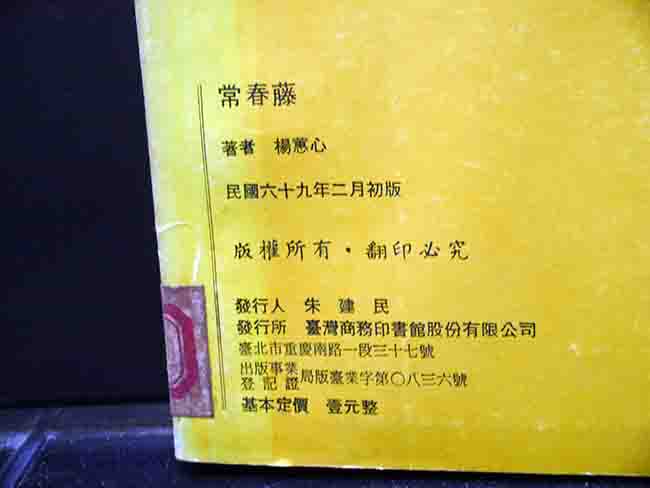 常春藤
著者 楊蕙心
民國六十九年二月初版
版權所有・翻印必究
發行人 朱建民
發行所 臺灣商務印書館股份有限公司
臺北市重慶南路一段三十七號
出版事業登記證 局版臺業字第〇八三六號
基本定價 壹元整